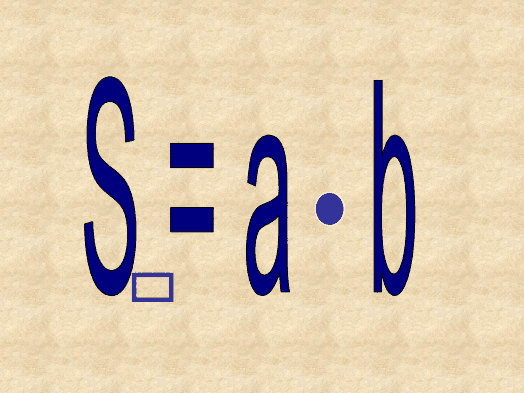 S▭ = a • b